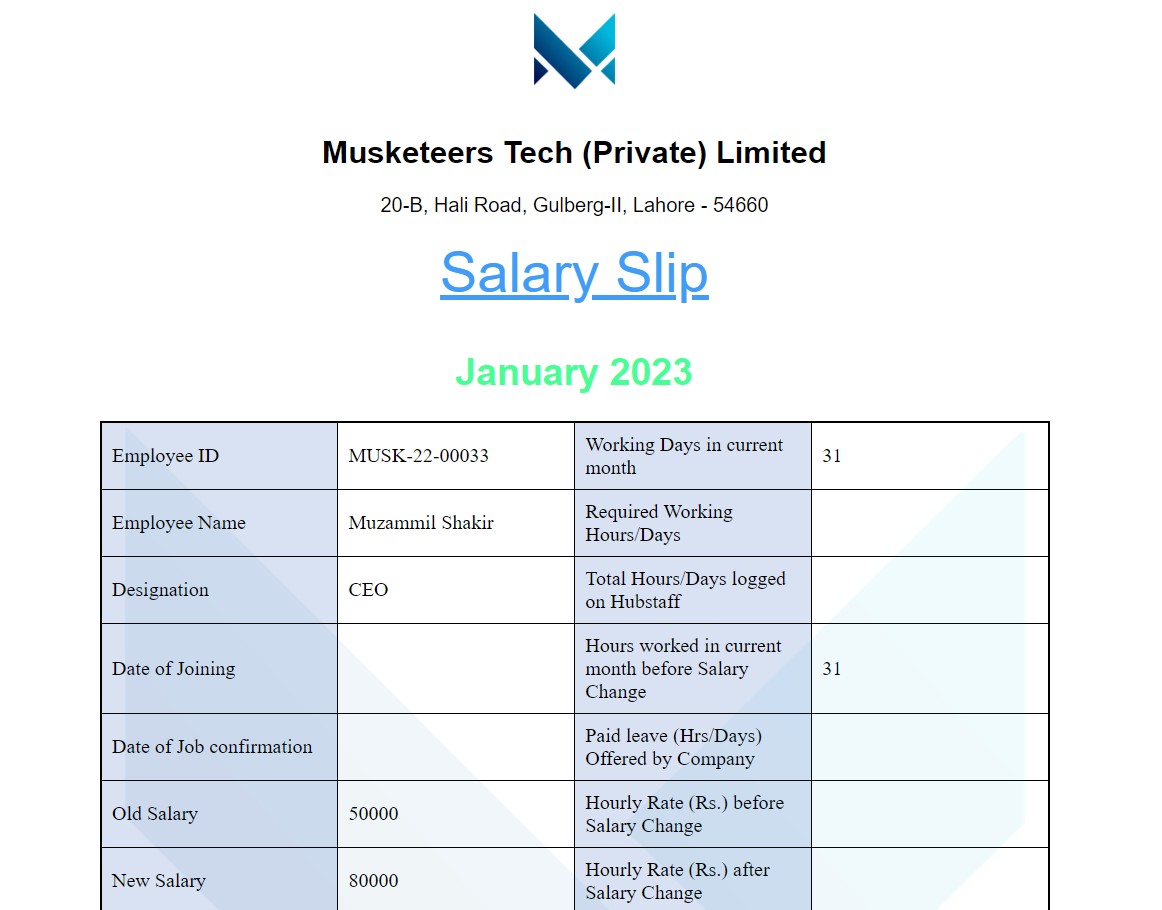 Musketeers Tech (Private) Limited
20-B, Hali Road, Gulberg-II, Lahore - 54660
Salary Slip
January 2023
Employee ID
MUSK-22-00033
Working Days in current
month
31
Employee Name
Muzammil Shakir
Required Working
Hours/Days
Designation
CEO
Total Hours/Days logged
on Hubstaff
Date of Joining
Hours worked in current
month before Salary
Change
31
Date of Job confirmation
Paid leave (Hrs/Days)
Offered by Company
Old Salary
50000
Hourly Rate (Rs.) before
Salary Change
New Salary
80000
Hourly Rate (Rs.) after
Salary Change